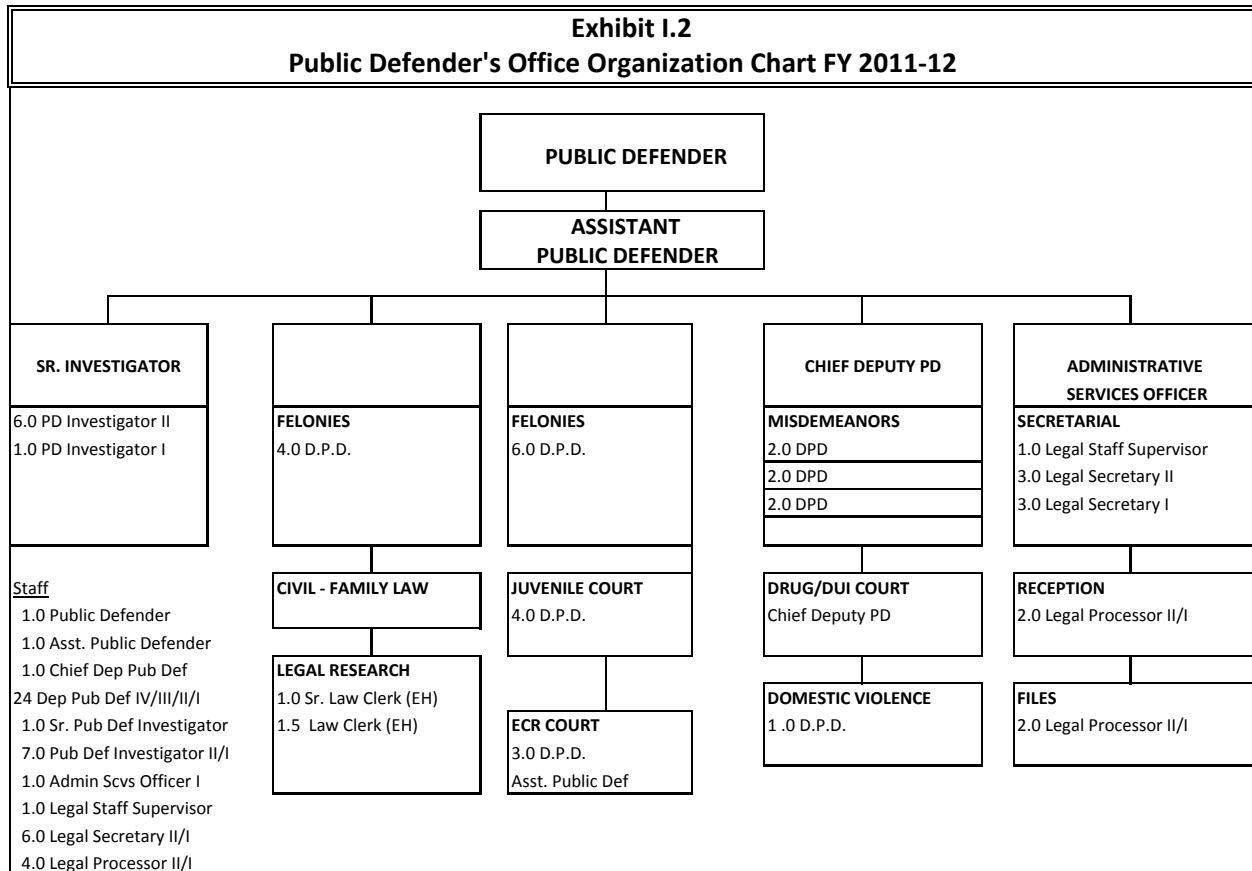 Exhibit I.2
Public Defender's Office Organization Chart FY 2011-12
PUBLIC DEFENDER
ASSISTANT
PUBLIC DEFENDER
SR. INVESTIGATOR
6.0 PD Investigator II
1.0 PD Investigator I
Staff
1.0 Public Defender
1.0 Asst. Public Defender
1.0 Chief Dep Pub Def
24 Dep Pub Def IV/III/II/I
1.0 Sr. Pub Def Investigator
7.0 Pub Def Investigator II/I
1.0 Admin Scvs Officer I
1.0 Legal Staff Supervisor
6.0 Legal Secretary II/I
4.0 Legal Processor II/I
FELONIES
4.0 D.P.D.
CIVIL - FAMILY LAW
LEGAL RESEARCH
1.0 Sr. Law Clerk (EH)
1.5 Law Clerk (EH)
FELONIES
6.0 D.P.D.
JUVENILE COURT
4.0 D.P.D.
ECR COURT
3.0 D.P.D.
Asst. Public Def
CHIEF DEPUTY PD
MISDEMEANORS
2.0 DPD
2.0 DPD
2.0 DPD
DRUG/DUI COURT
Chief Deputy PD
DOMESTIC VIOLENCE
1 .0 D.P.D.
ADMINISTRATIVE
SERVICES OFFICER
SECRETARIAL
1.0 Legal Staff Supervisor
3.0 Legal Secretary II
3.0 Legal Secretary I
RECEPTION
2.0 Legal Processor II/I
FILES
2.0 Legal Processor II/I